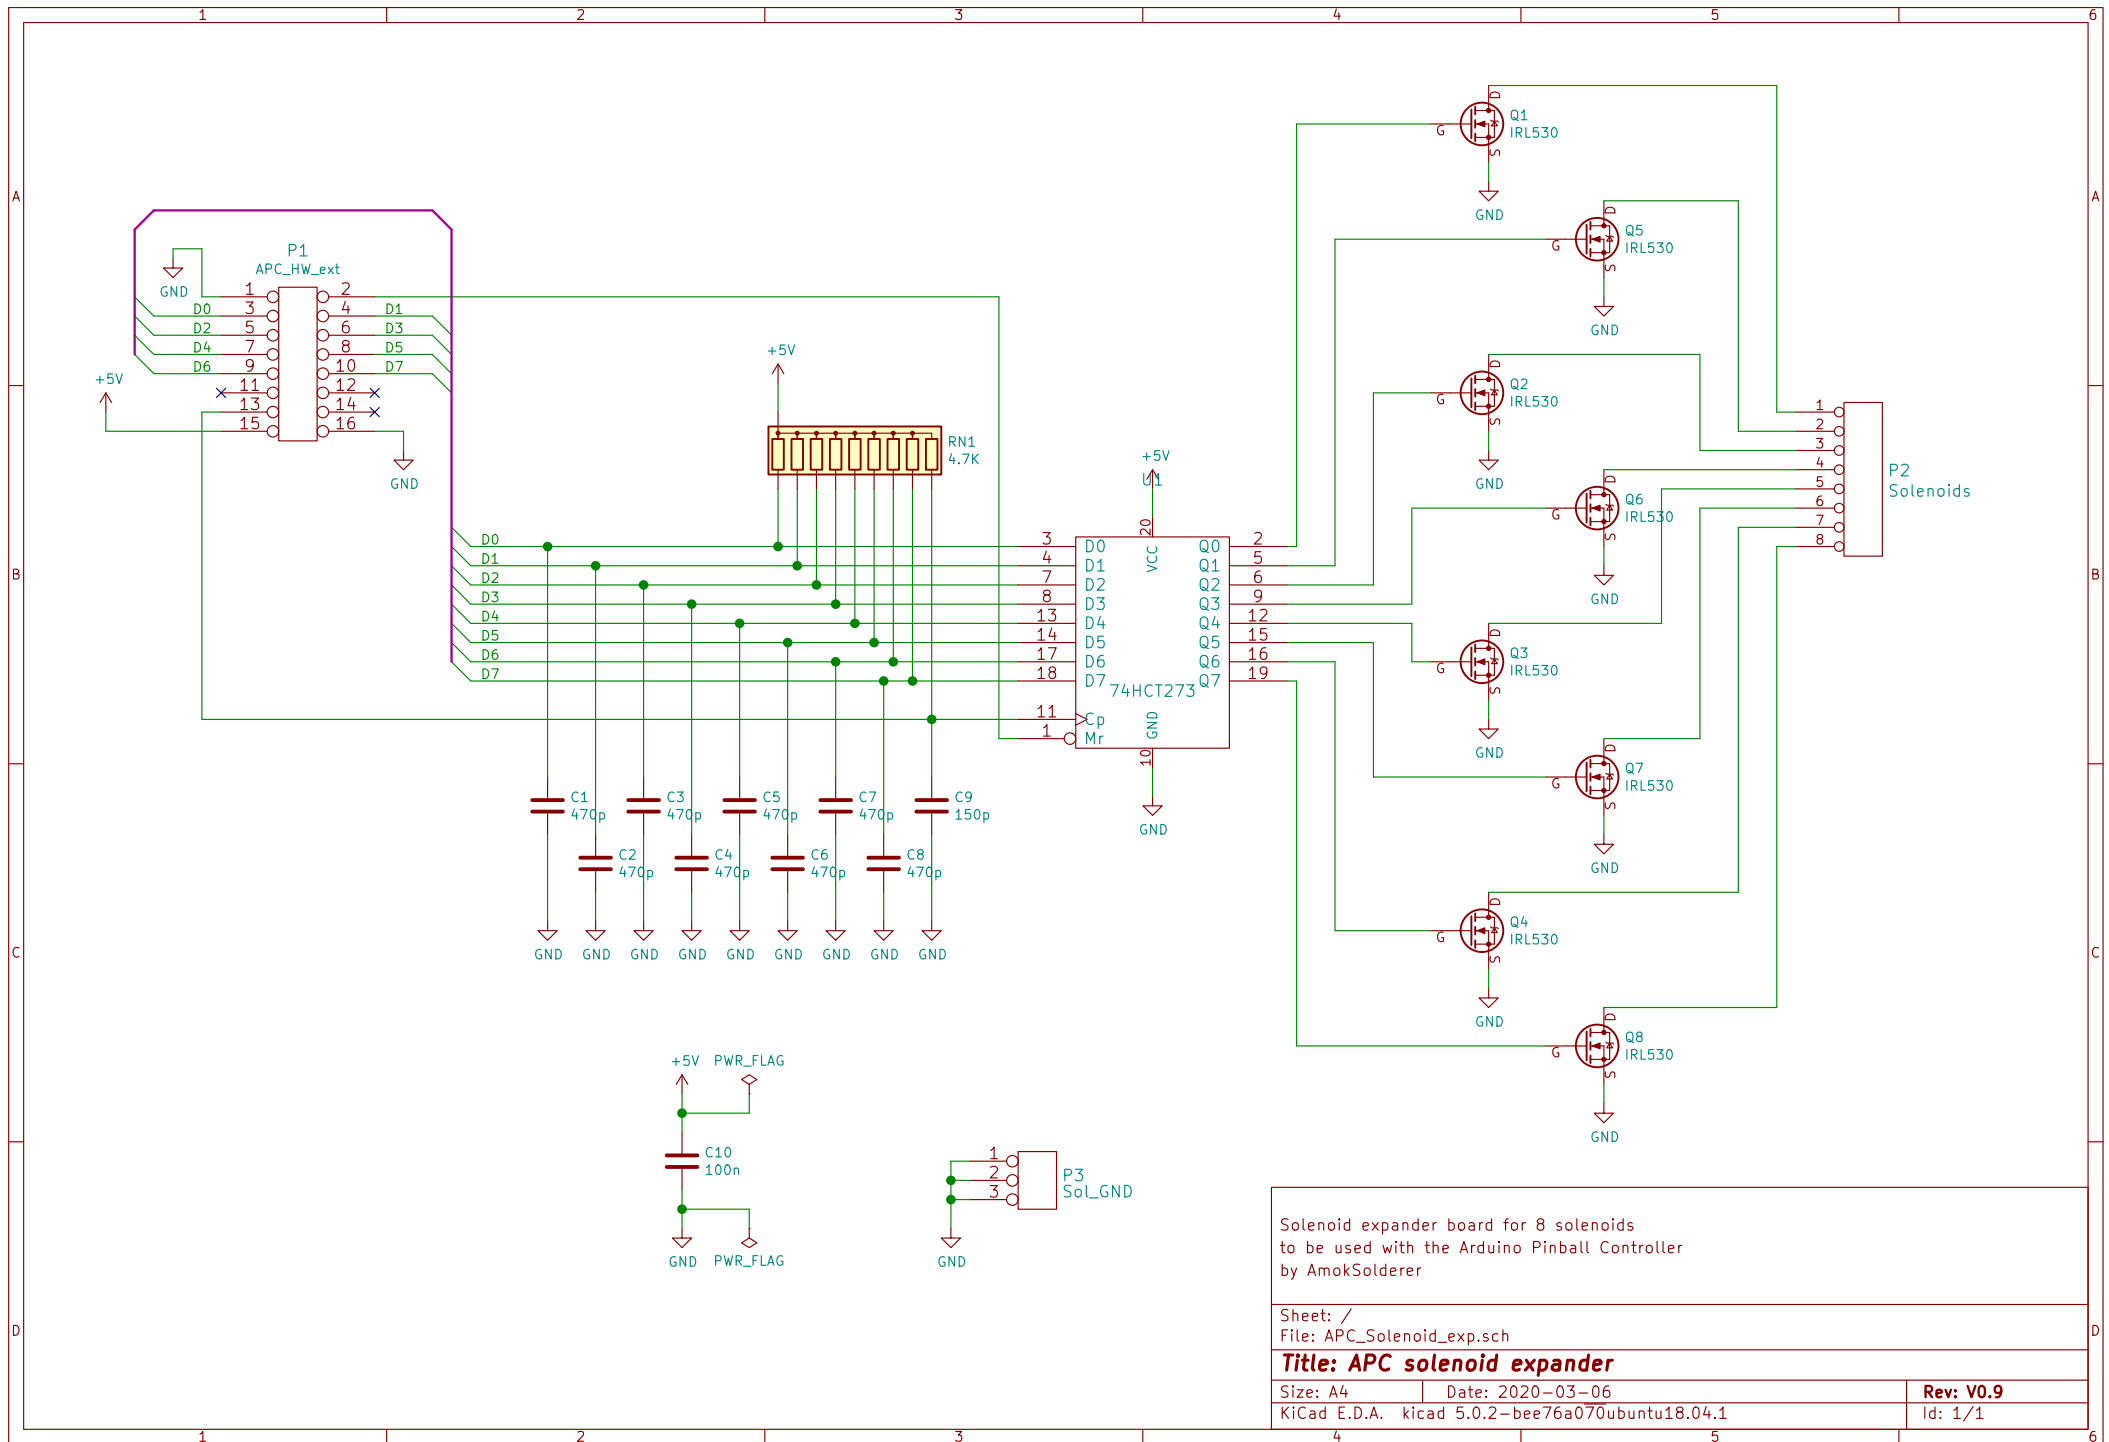 1 2 3 4 5 6
A
B
C
D
A
B
C
D
1 2 3 4 5 6
P1
APC_HW_ext
GND
+5V
GND
1 2
3 4
5 6
7 8
9 10
11 12
13 14
15 16
D0 D1
D2 D3
D4 D5
D6 D7
+5V
RN1
4.7K
D0
D1
D2
D3
D4
D5
D6
D7
+5V
U1
20
VCC
3 D0 Q0 2
4 D1 Q1 5
7 D2 Q2 6
8 D3 Q3 9
13 D4 Q4 12
14 D5 Q5 15
17 D6 Q6 16
18 D7 Q7 19
74HCT273
11 Cp
1 Mr
GND
10
GND
C1
470p
C3
470p
C5
470p
C7
470p
C9
150p
C2
470p
C4
470p
C6
470p
C8
470p
GND GND GND GND GND GND GND GND GND
D
G
S
Q1
IRL530
GND
D
G
S
Q5
IRL530
GND
D
G
S
Q2
IRL530
GND
D
G
S
Q6
IRL530
GND
D
G
S
Q3
IRL530
GND
D
G
S
Q7
IRL530
GND
D
G
S
Q4
IRL530
GND
D
G
S
Q8
IRL530
GND
1
2
3
4
5
6
7
8
P2
Solenoids
+5V PWR_FLAG
C10
100n
GND PWR_FLAG
1
2
3
P3
Sol_GND
GND
Solenoid expander board for 8 solenoids
to be used with the Arduino Pinball Controller
by AmokSolderer
Sheet: /
File: APC_Solenoid_exp.sch
Title: APC solenoid expander
Size: A4 Date: 2020-03-06 Rev: V0.9
KiCad E.D.A. kicad 5.0.2-bee76a070ubuntu18.04.1 Id: 1/1